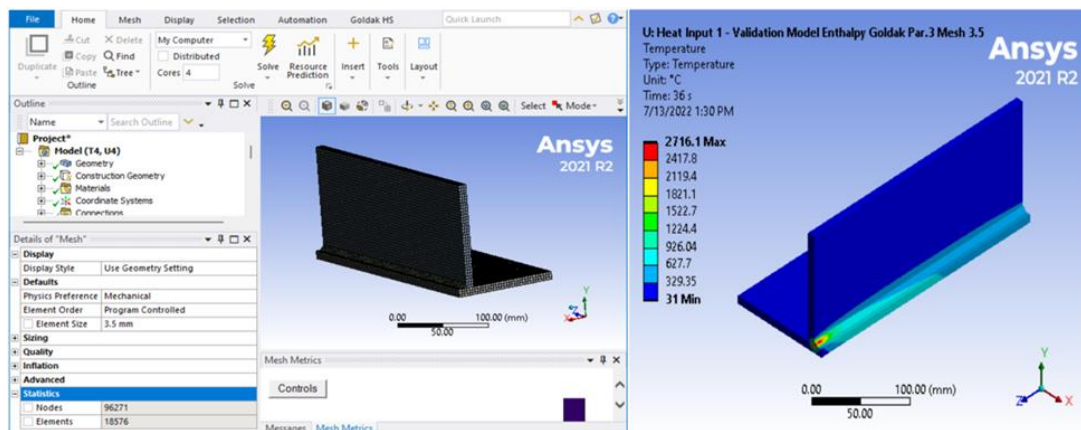 File Home Mesh Display Selection Automation Goldak HS Quick Launch
Duplicate
Cut
Copy
Paste
Delete
Find
Tree
Outline
My Computer
Distributed
Cores 4
Solve
Resource Prediction
Solve
Insert
Tools
Layout
Outline
Name Search Outline
Project*
Model (T4, U4)
Geometry
Construction Geometry
Materials
Coordinate Systems
Connections
Details of "Mesh"
Display
Display Style Use Geometry Setting
Defaults
Physics Preference Mechanical
Element Order Program Controlled
Element Size 3.5 mm
Sizing
Quality
Inflation
Advanced
Statistics
Nodes 96271
Elements 18576
Select Mode
Ansys
2021 R2
0.00 100.00 (mm)
50.00
Y
Z
X
Mesh Metrics
Controls
Messages Mesh Metrics
U: Heat Input 1 - Validation Model Enthalpy Goldak Par.3 Mesh 3.5
Temperature
Type: Temperature
Unit: °C
Time: 36 s
7/13/2022 1:30 PM
Ansys
2021 R2
2716.1 Max
2417.8
2119.4
1821.1
1522.7
1224.4
926.04
627.7
329.35
31 Min
0.00 100.00 (mm)
50.00
Y
Z
X